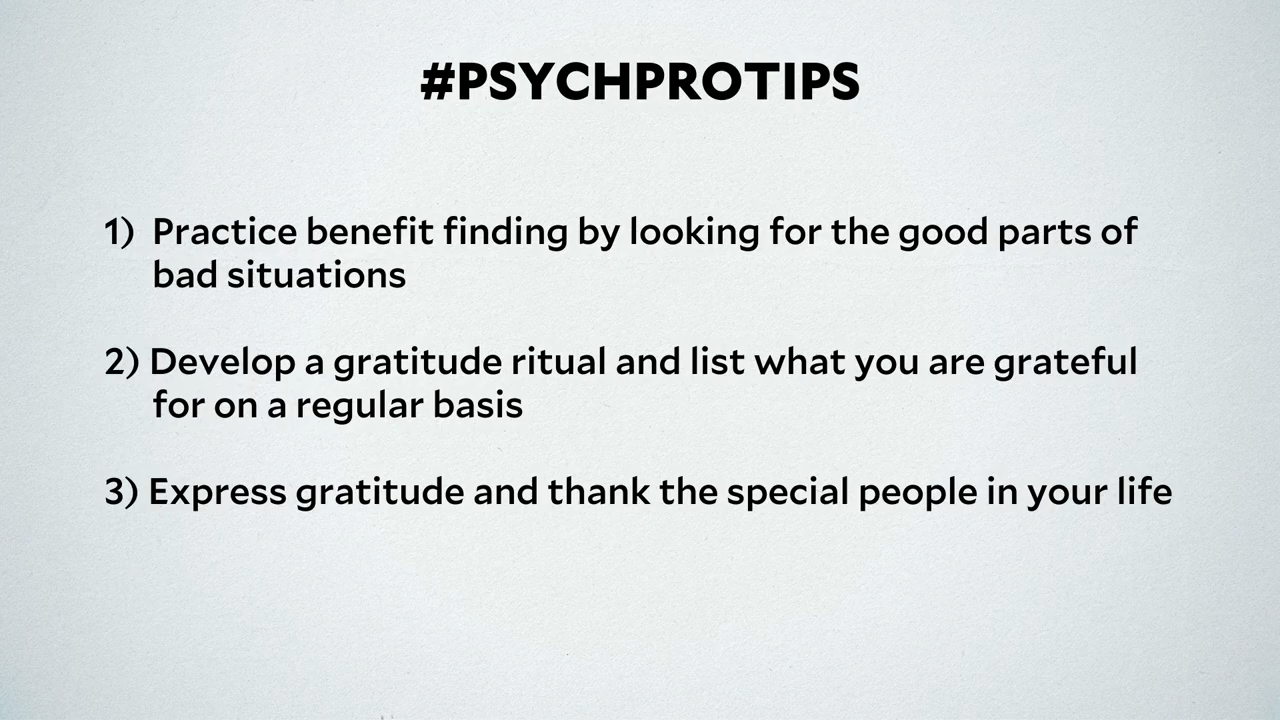 #PSYCHPROTIPS
1) Practice benefit finding by looking for the good parts of
bad situations
2) Develop a gratitude ritual and list what you are grateful
for on a regular basis
3) Express gratitude and thank the special people in your life